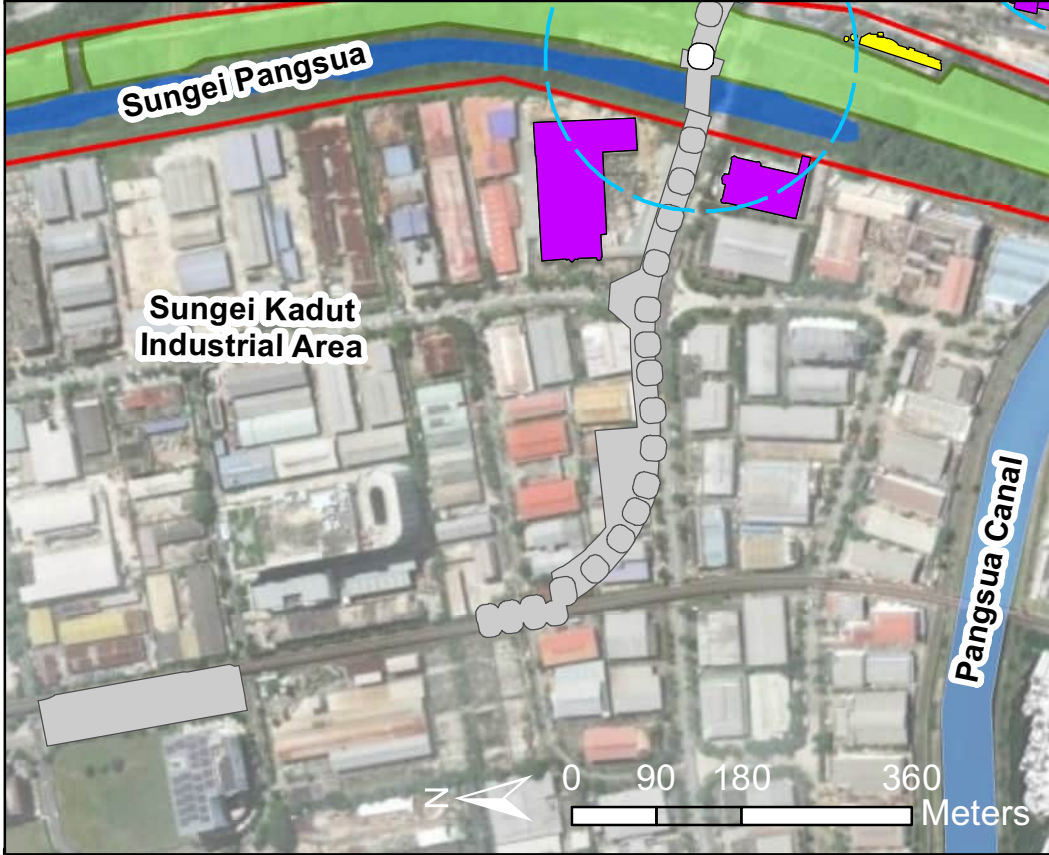 Sungei Pangsua
Sungei Kadut
Industrial Area
Pangsua Canal
N
0 90 180 360
Meters